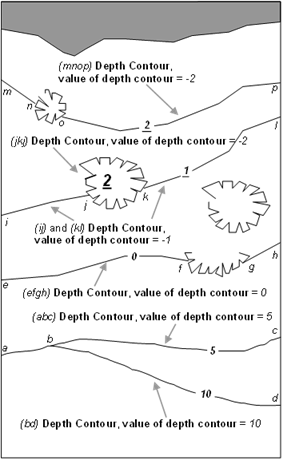 (mnop) Depth Contour,
value of depth contour = -2
m
p
n
o
2
l
(jkj) Depth Contour, value of depth contour = -2
1
2
k
j
i
(ij) and (kl) Depth Contour,
value of depth contour = -1
h
0
f
g
e
(efgh) Depth Contour, value of depth contour = 0
(abc) Depth Contour, value of depth contour = 5
b
c
a
5
10
d
(bd) Depth Contour, value of depth contour = 10